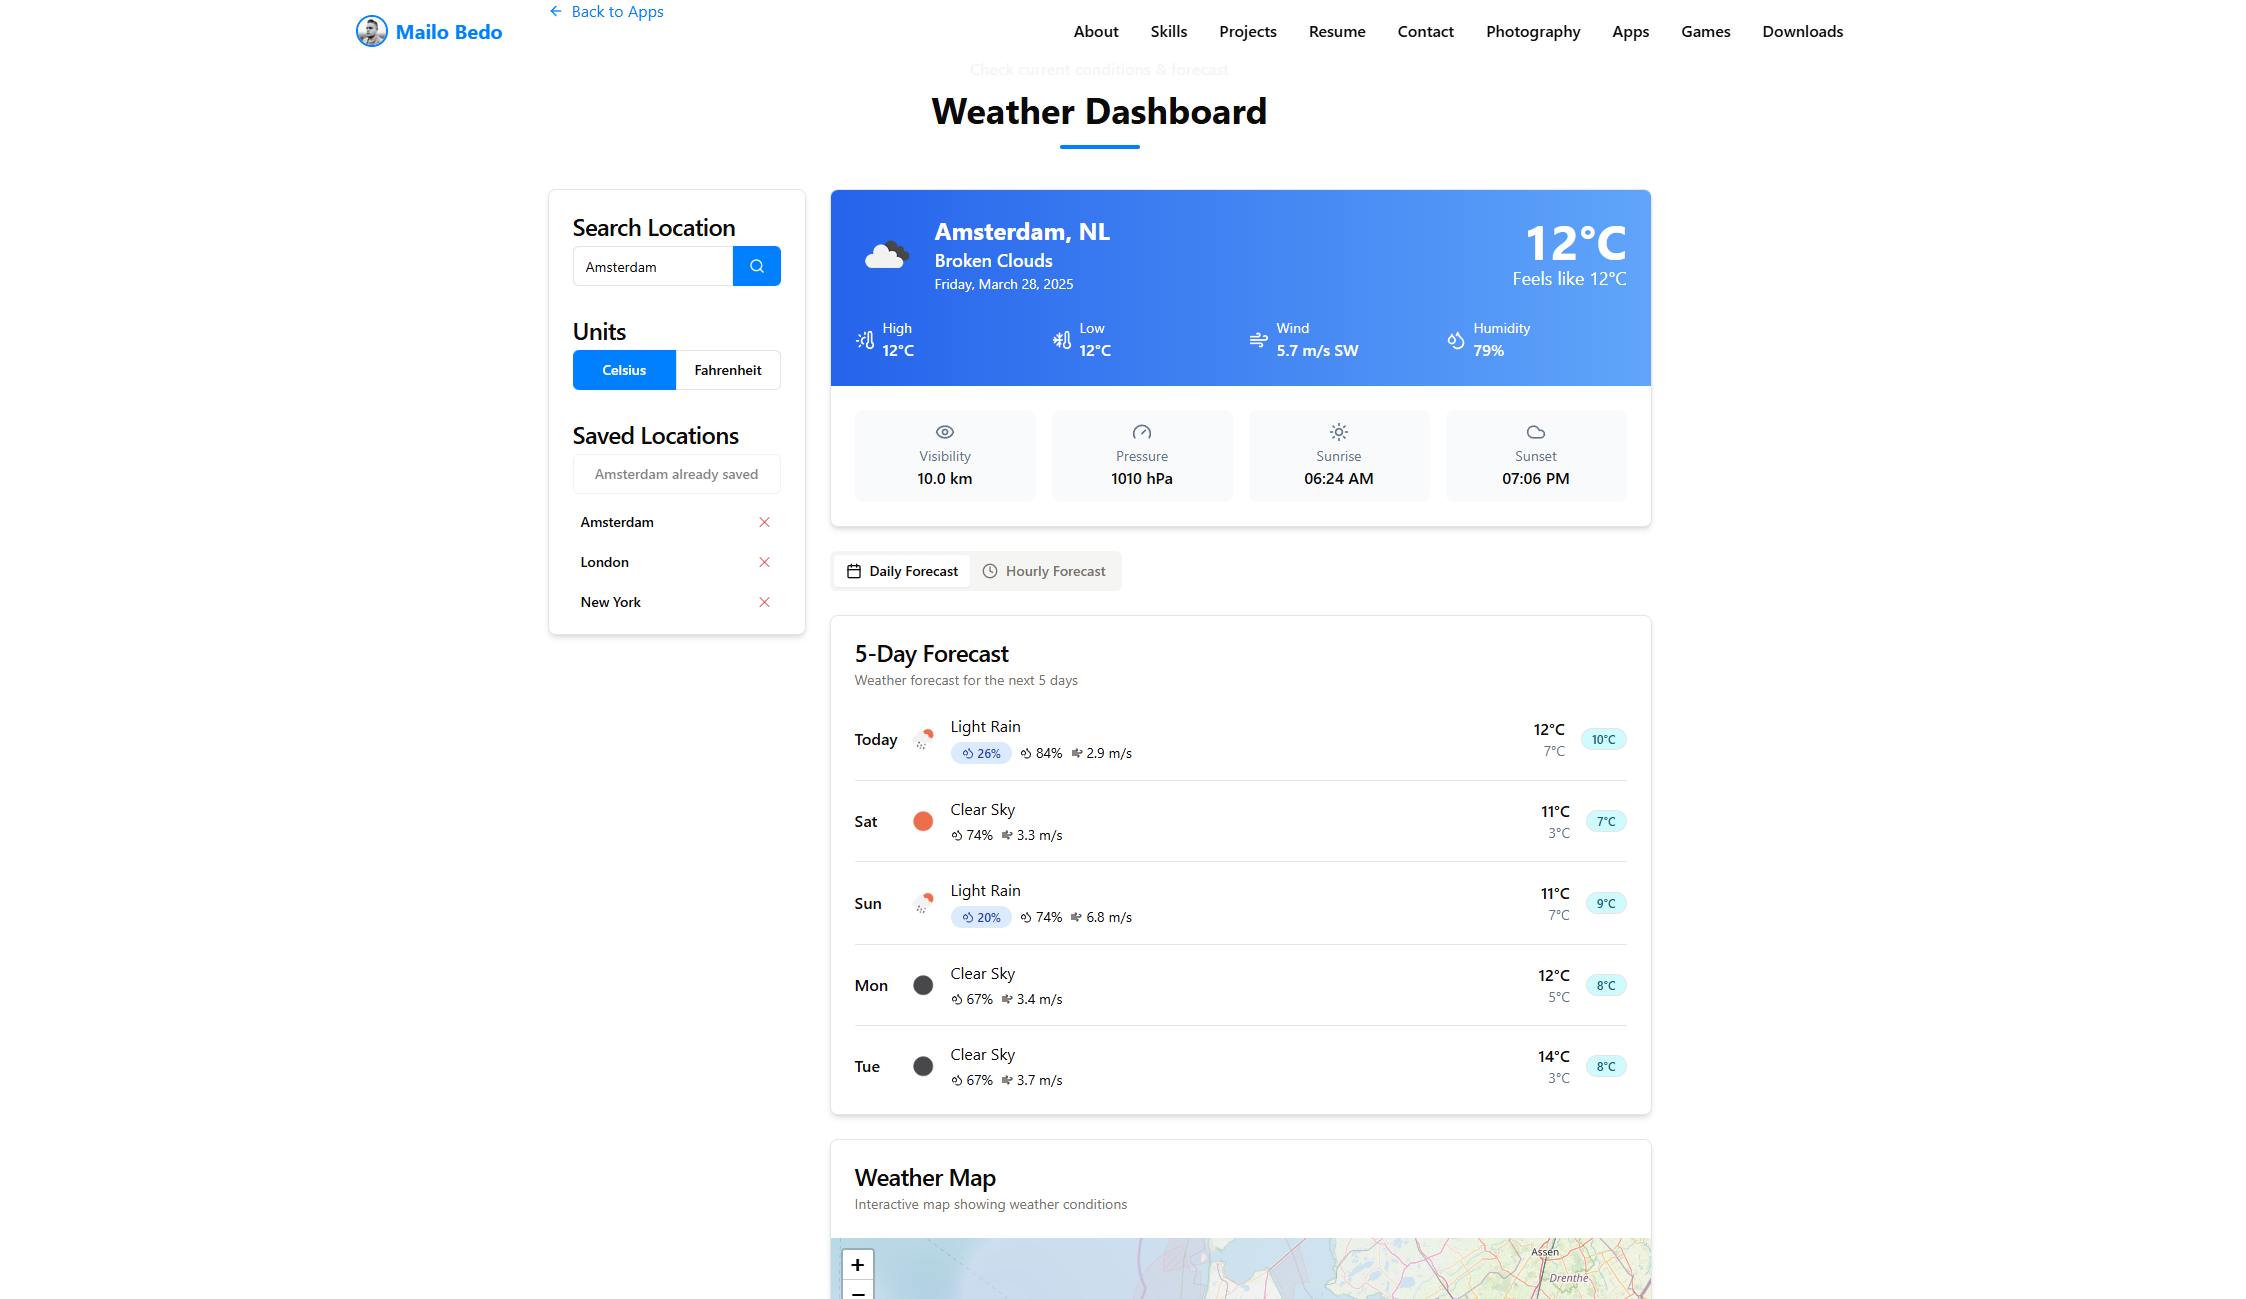 Back to Apps
Mailo Bedo
About Skills Projects Resume Contact Photography Apps Games Downloads
Check current conditions & forecast
Weather Dashboard
Search Location
Amsterdam
Units
Celsius Fahrenheit
Saved Locations
Amsterdam already saved
Amsterdam
London
New York
Amsterdam, NL
Broken Clouds
Friday, March 28, 2025
12°C
Feels like 12°C
High
12°C
Low
12°C
Wind
5.7 m/s SW
Humidity
79%
Visibility
10.0 km
Pressure
1010 hPa
Sunrise
06:24 AM
Sunset
07:06 PM
Daily Forecast Hourly Forecast
5-Day Forecast
Weather forecast for the next 5 days
Today
Light Rain
26% 84% 2.9 m/s
12°C
7°C
10°C
Sat
Clear Sky
74% 3.3 m/s
11°C
3°C
7°C
Sun
Light Rain
20% 74% 6.8 m/s
11°C
7°C
9°C
Mon
Clear Sky
67% 3.4 m/s
12°C
5°C
8°C
Tue
Clear Sky
67% 3.7 m/s
14°C
3°C
8°C
Weather Map
Interactive map showing weather conditions
+
−
Assen
Drenthe